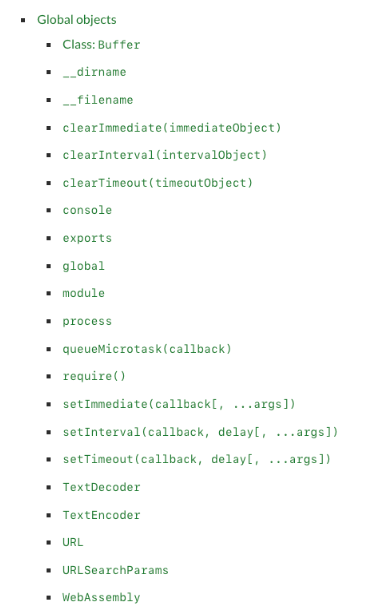 Global objects
Class: Buffer
__dirname
__filename
clearImmediate(immediateObject)
clearInterval(intervalObject)
clearTimeout(timeoutObject)
console
exports
global
module
process
queueMicrotask(callback)
require()
setImmediate(callback[, ...args])
setInterval(callback, delay[, ...args])
setTimeout(callback, delay[, ...args])
TextDecoder
TextEncoder
URL
URLSearchParams
WebAssembly